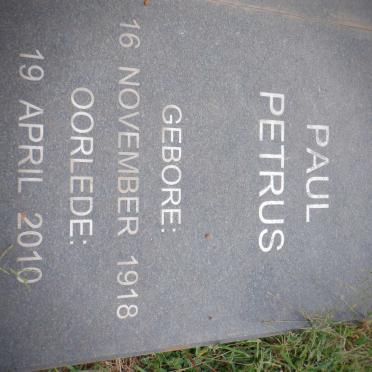 PAUL
PETRUS
GEBORE:
16 NOVEMBER 1918
OORLEDE:
19 APRIL 2010